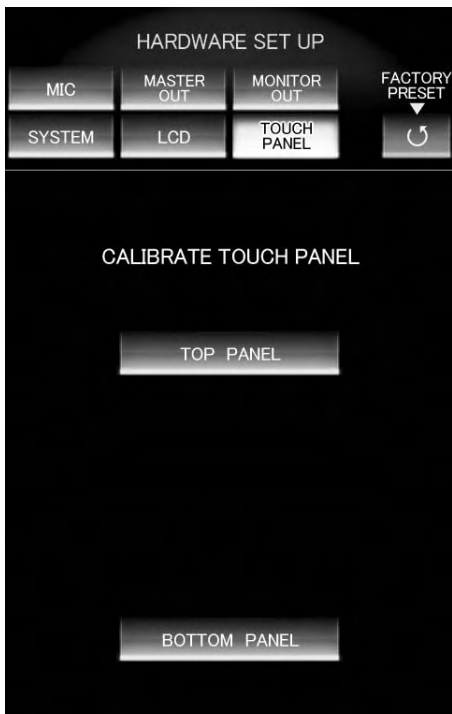 HARDWARE SET UP
MIC
MASTER
OUT
MONITOR
OUT
FACTORY
PRESET
SYSTEM
LCD
TOUCH
PANEL
CALIBRATE TOUCH PANEL
TOP PANEL
BOTTOM PANEL